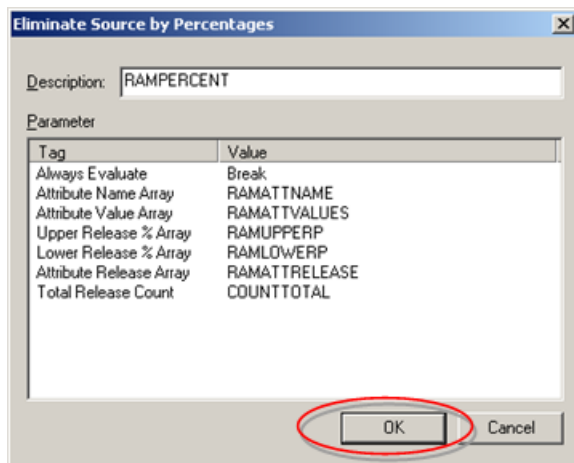 Eliminate Source by Percentages
Description: RAMPERCENT
Parameter
Tag Value
Always Evaluate Break
Attribute Name Array RAMATTNAME
Attribute Value Array RAMATTVALUES
Upper Release % Array RAMUPPERP
Lower Release % Array RAMLOWERP
Attribute Release Array RAMATTRELEASE
Total Release Count COUNTTOTAL
OK Cancel